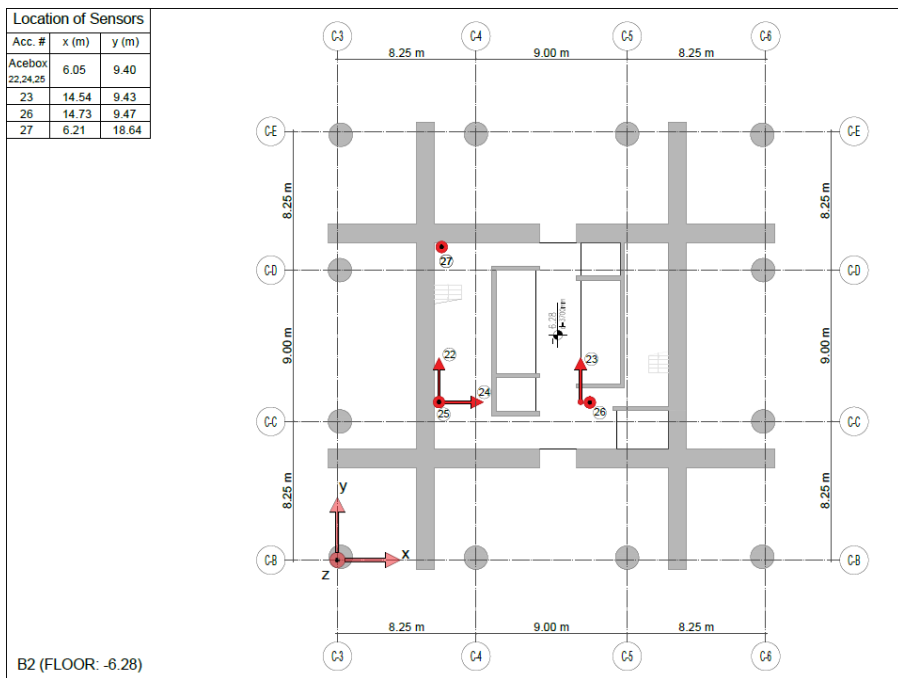 Location of Sensors
Acc. # x (m) y (m)
Acebox 22,24,25 6.05 9.40
23 14.54 9.43
26 14.73 9.47
27 6.21 18.64
C-3 C-4 C-5 C-6
8.25 m 9.00 m 8.25 m
C-E C-E
8.25 m 8.25 m
27
C-D C-D
-6.28
9.00 m 9.00 m
22 23
24
25 26
C-C C-C
8.25 m 8.25 m
y
x
C-B C-B
z
8.25 m 9.00 m 8.25 m
C-3 C-4 C-5 C-6
B2 (FLOOR: -6.28)